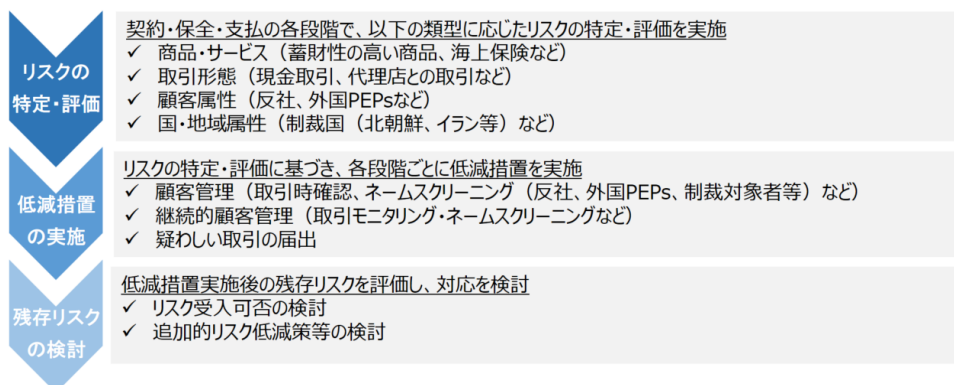 契約・保全・支払の各段階で、以下の類型に応じたリスクの特定・評価を実施
✓ 商品・サービス（蓄財性の高い商品、海上保険など）
✓ 取引形態（現金取引、代理店との取引など）
✓ 顧客属性（反社、外国PEPsなど）
✓ 国・地域属性（制裁国（北朝鮮、イラン等）など）
リスクの
特定・評価
リスクの特定・評価に基づき、各段階ごとに低減措置を実施
✓ 顧客管理（取引時確認、ネームスクリーニング（反社、外国PEPs、制裁対象者等）など）
✓ 継続的顧客管理（取引モニタリング・ネームスクリーニングなど）
✓ 疑わしい取引の届出
低減措置
の実施
低減措置実施後の残存リスクを評価し、対応を検討
✓ リスク受入可否の検討
✓ 追加的リスク低減策等の検討
残存リスク
の検討